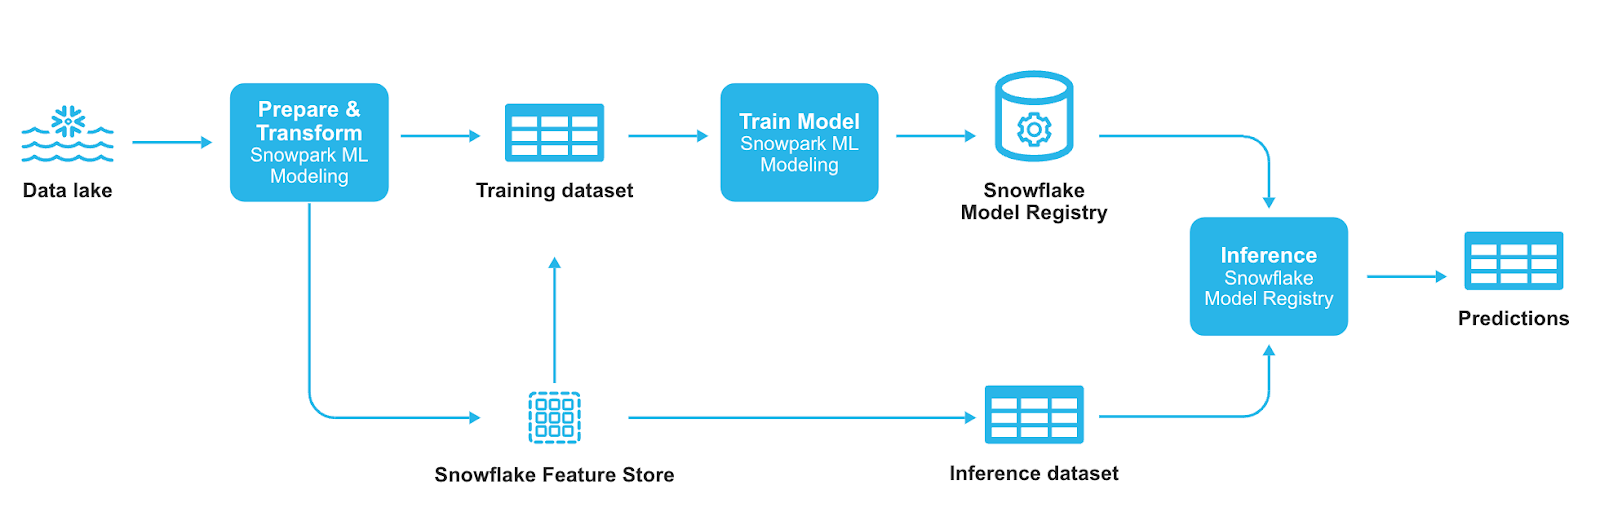 Data lake
Prepare &
Transform
Snowpark ML
Modeling
Training dataset
Train Model
Snowpark ML
Modeling
Snowflake
Model Registry
Inference
Snowflake
Model Registry
Predictions
Snowflake Feature Store
Inference dataset